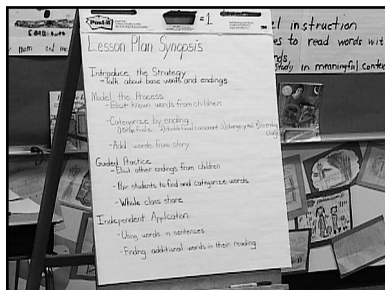 Post-it
#1
Lesson Plan Synopsis
Introduce the Strategy
- Talk about base words and endings
Model the Process
- Elicit known words from children
- Categorize by ending
- Add words from story
Guided Practice
- Elicit other endings from children
- Pair students to find and categorize words
- Whole class share
Independent Application
- Using words in sentences
- Finding additional words in their reading
instruction
to read words
in meaningful